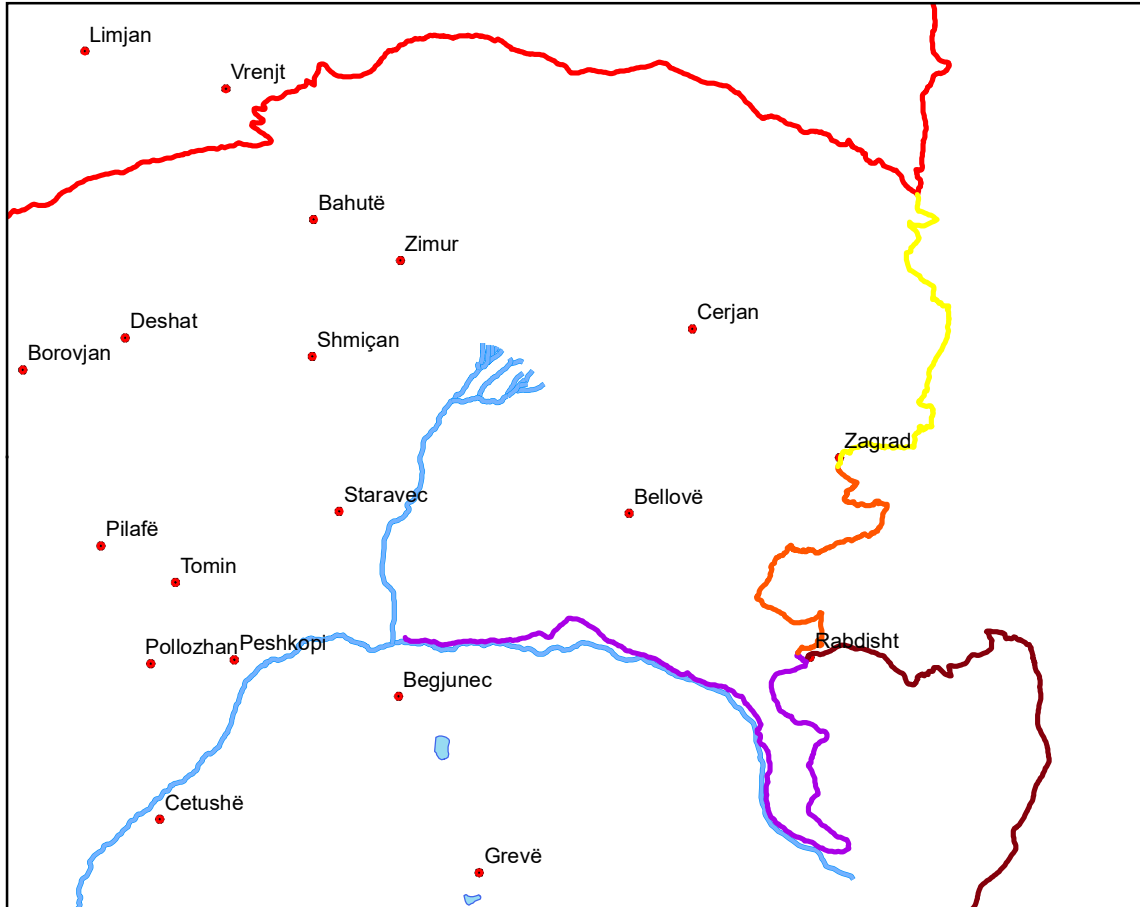 Limjan
Vrenjt
Bahutë
Zimur
Deshat
Cerjan
Borovjan
Shmiçan
Zagrad
Staravec
Bellovë
Pilafë
Tomin
Pollozhan
Peshkopi
Rabdisht
Begjunec
Cetushë
Grevë